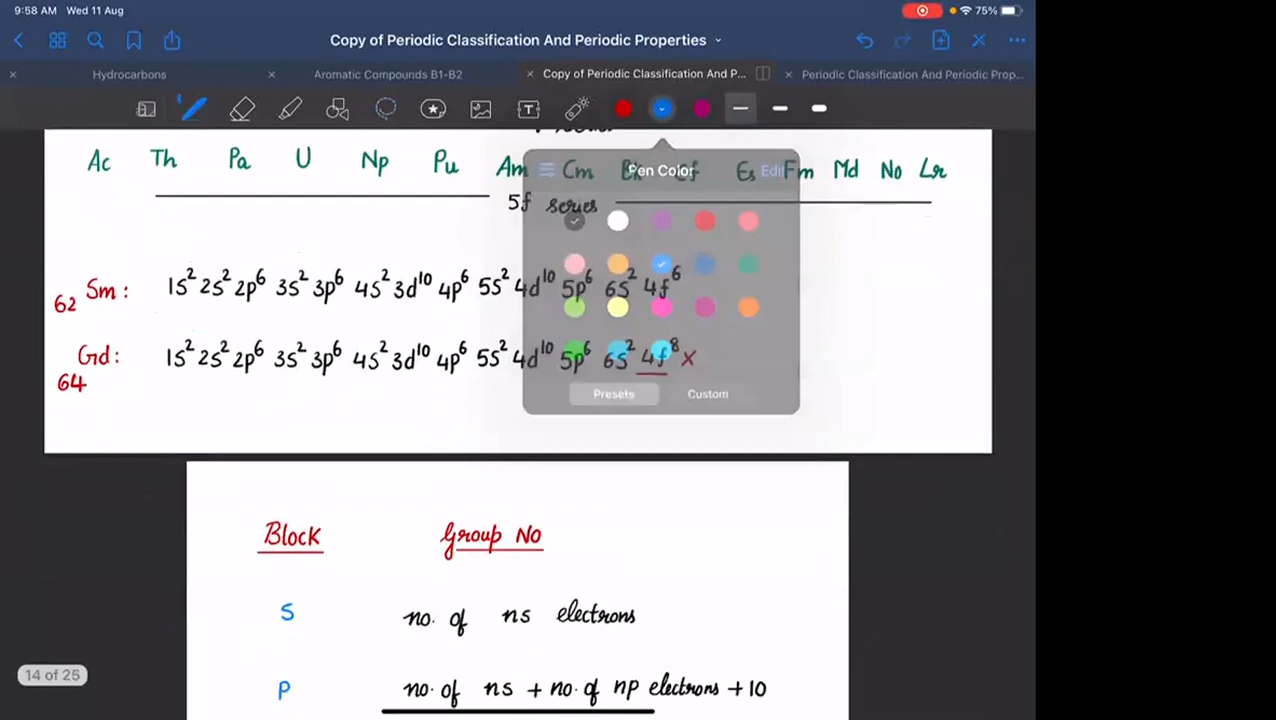 9:58 AM Wed 11 Aug 75%
Copy of Periodic Classification And Periodic Properties
Hydrocarbons Aromatic Compounds B1-B2 Copy of Periodic Classification And P... Periodic Classification And Periodic Prop...
Ac Th Pa U Np Pu Am Cm Bk Cf Es Fm Md No Lr
Pen Color Edit
5f series
62 Sm: 1s² 2s² 2p⁶ 3s² 3p⁶ 4s² 3d¹⁰ 4p⁶ 5s² 4d¹⁰ 5p⁶ 6s² 4f⁶
64 Gd: 1s² 2s² 2p⁶ 3s² 3p⁶ 4s² 3d¹⁰ 4p⁶ 5s² 4d¹⁰ 5p⁶ 6s² 4f⁸ x
Presets Custom
Block Group No
S no. of ns electrons
14 of 25
P no. of ns + no. of np electrons + 10